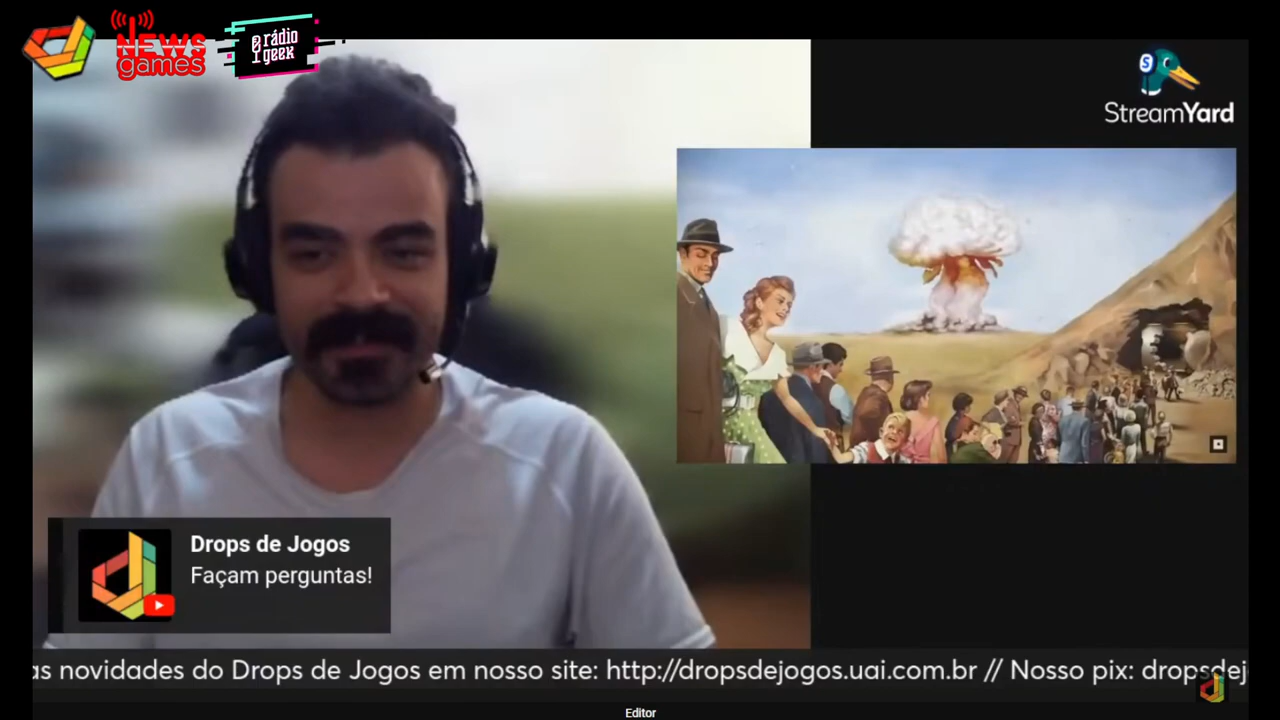 NEWS
games
rádio
geek
StreamYard
Drops de Jogos
Façam perguntas!
as novidades do Drops de Jogos em nosso site: http://dropsdejogos.uai.com.br // Nosso pix: dropsdej
Editor